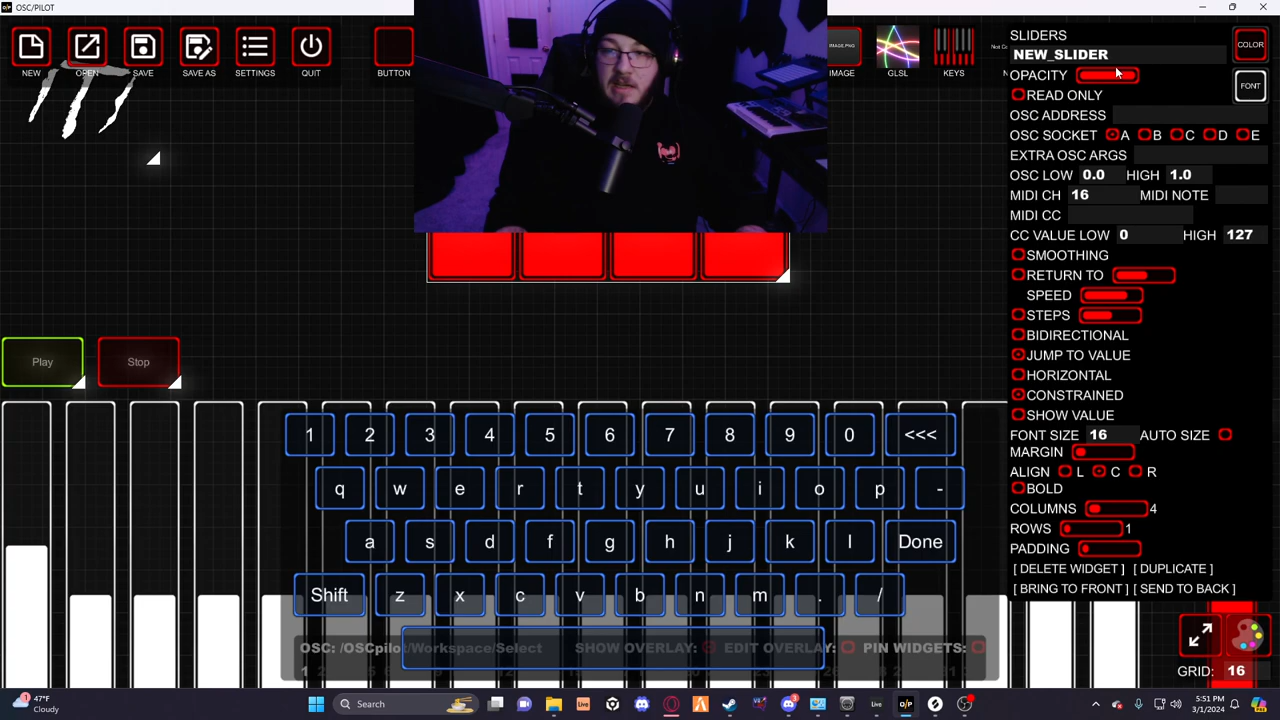 OSC/PILOT
NEW
OPEN
SAVE
SAVE AS
SETTINGS
QUIT
BUTTON
IMAGE.PNG
IMAGE
GLSL
KEYS
SLIDERS
COLOR
NEW_SLIDER
OPACITY
FONT
READ ONLY
OSC ADDRESS
OSC SOCKET A B C D E
EXTRA OSC ARGS
OSC LOW 0.0 HIGH 1.0
MIDI CH 16 MIDI NOTE
MIDI CC
CC VALUE LOW 0 HIGH 127
SMOOTHING
RETURN TO
SPEED
STEPS
BIDIRECTIONAL
JUMP TO VALUE
HORIZONTAL
CONSTRAINED
SHOW VALUE
FONT SIZE 16 AUTO SIZE
MARGIN
ALIGN L C R
BOLD
COLUMNS 4
ROWS 1
PADDING
[ DELETE WIDGET ] [ DUPLICATE ]
[ BRING TO FRONT ] [ SEND TO BACK ]
GRID: 16
Play Stop
1 2 3 4 5 6 7 8 9 0 <<<
q w e r t y u i o p -
a s d f g h j k l Done
Shift z x c v b n m . /
OSC: /OSCpilot/Workspace/Select SHOW OVERLAY: EDIT OVERLAY: PIN WIDGETS:
47°F
Cloudy
Search
Live
Live
O/P
5:51 PM
3/1/2024